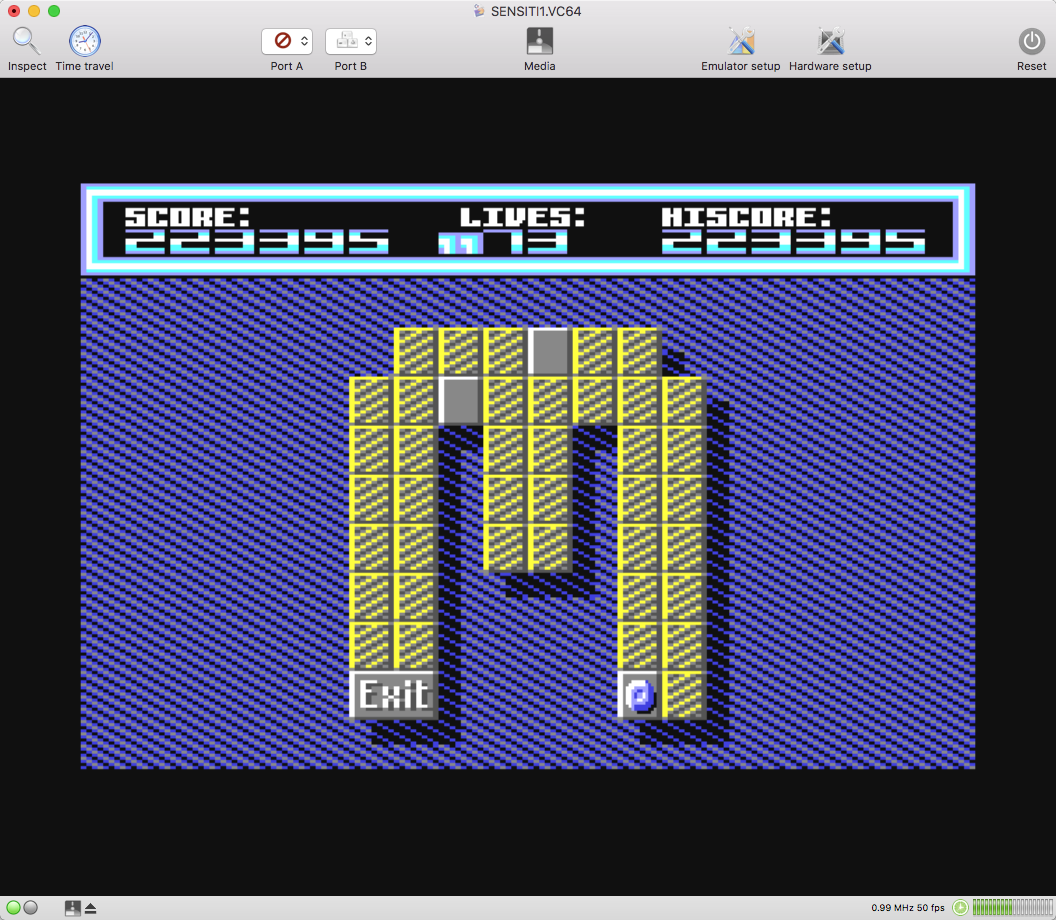 SENSITI1.VC64
Inspect Time travel Port A Port B Media Emulator setup Hardware setup Reset
SCORE: LIVES: HISCORE:
223395 73 223395
Exit
0.99 MHz 50 fps